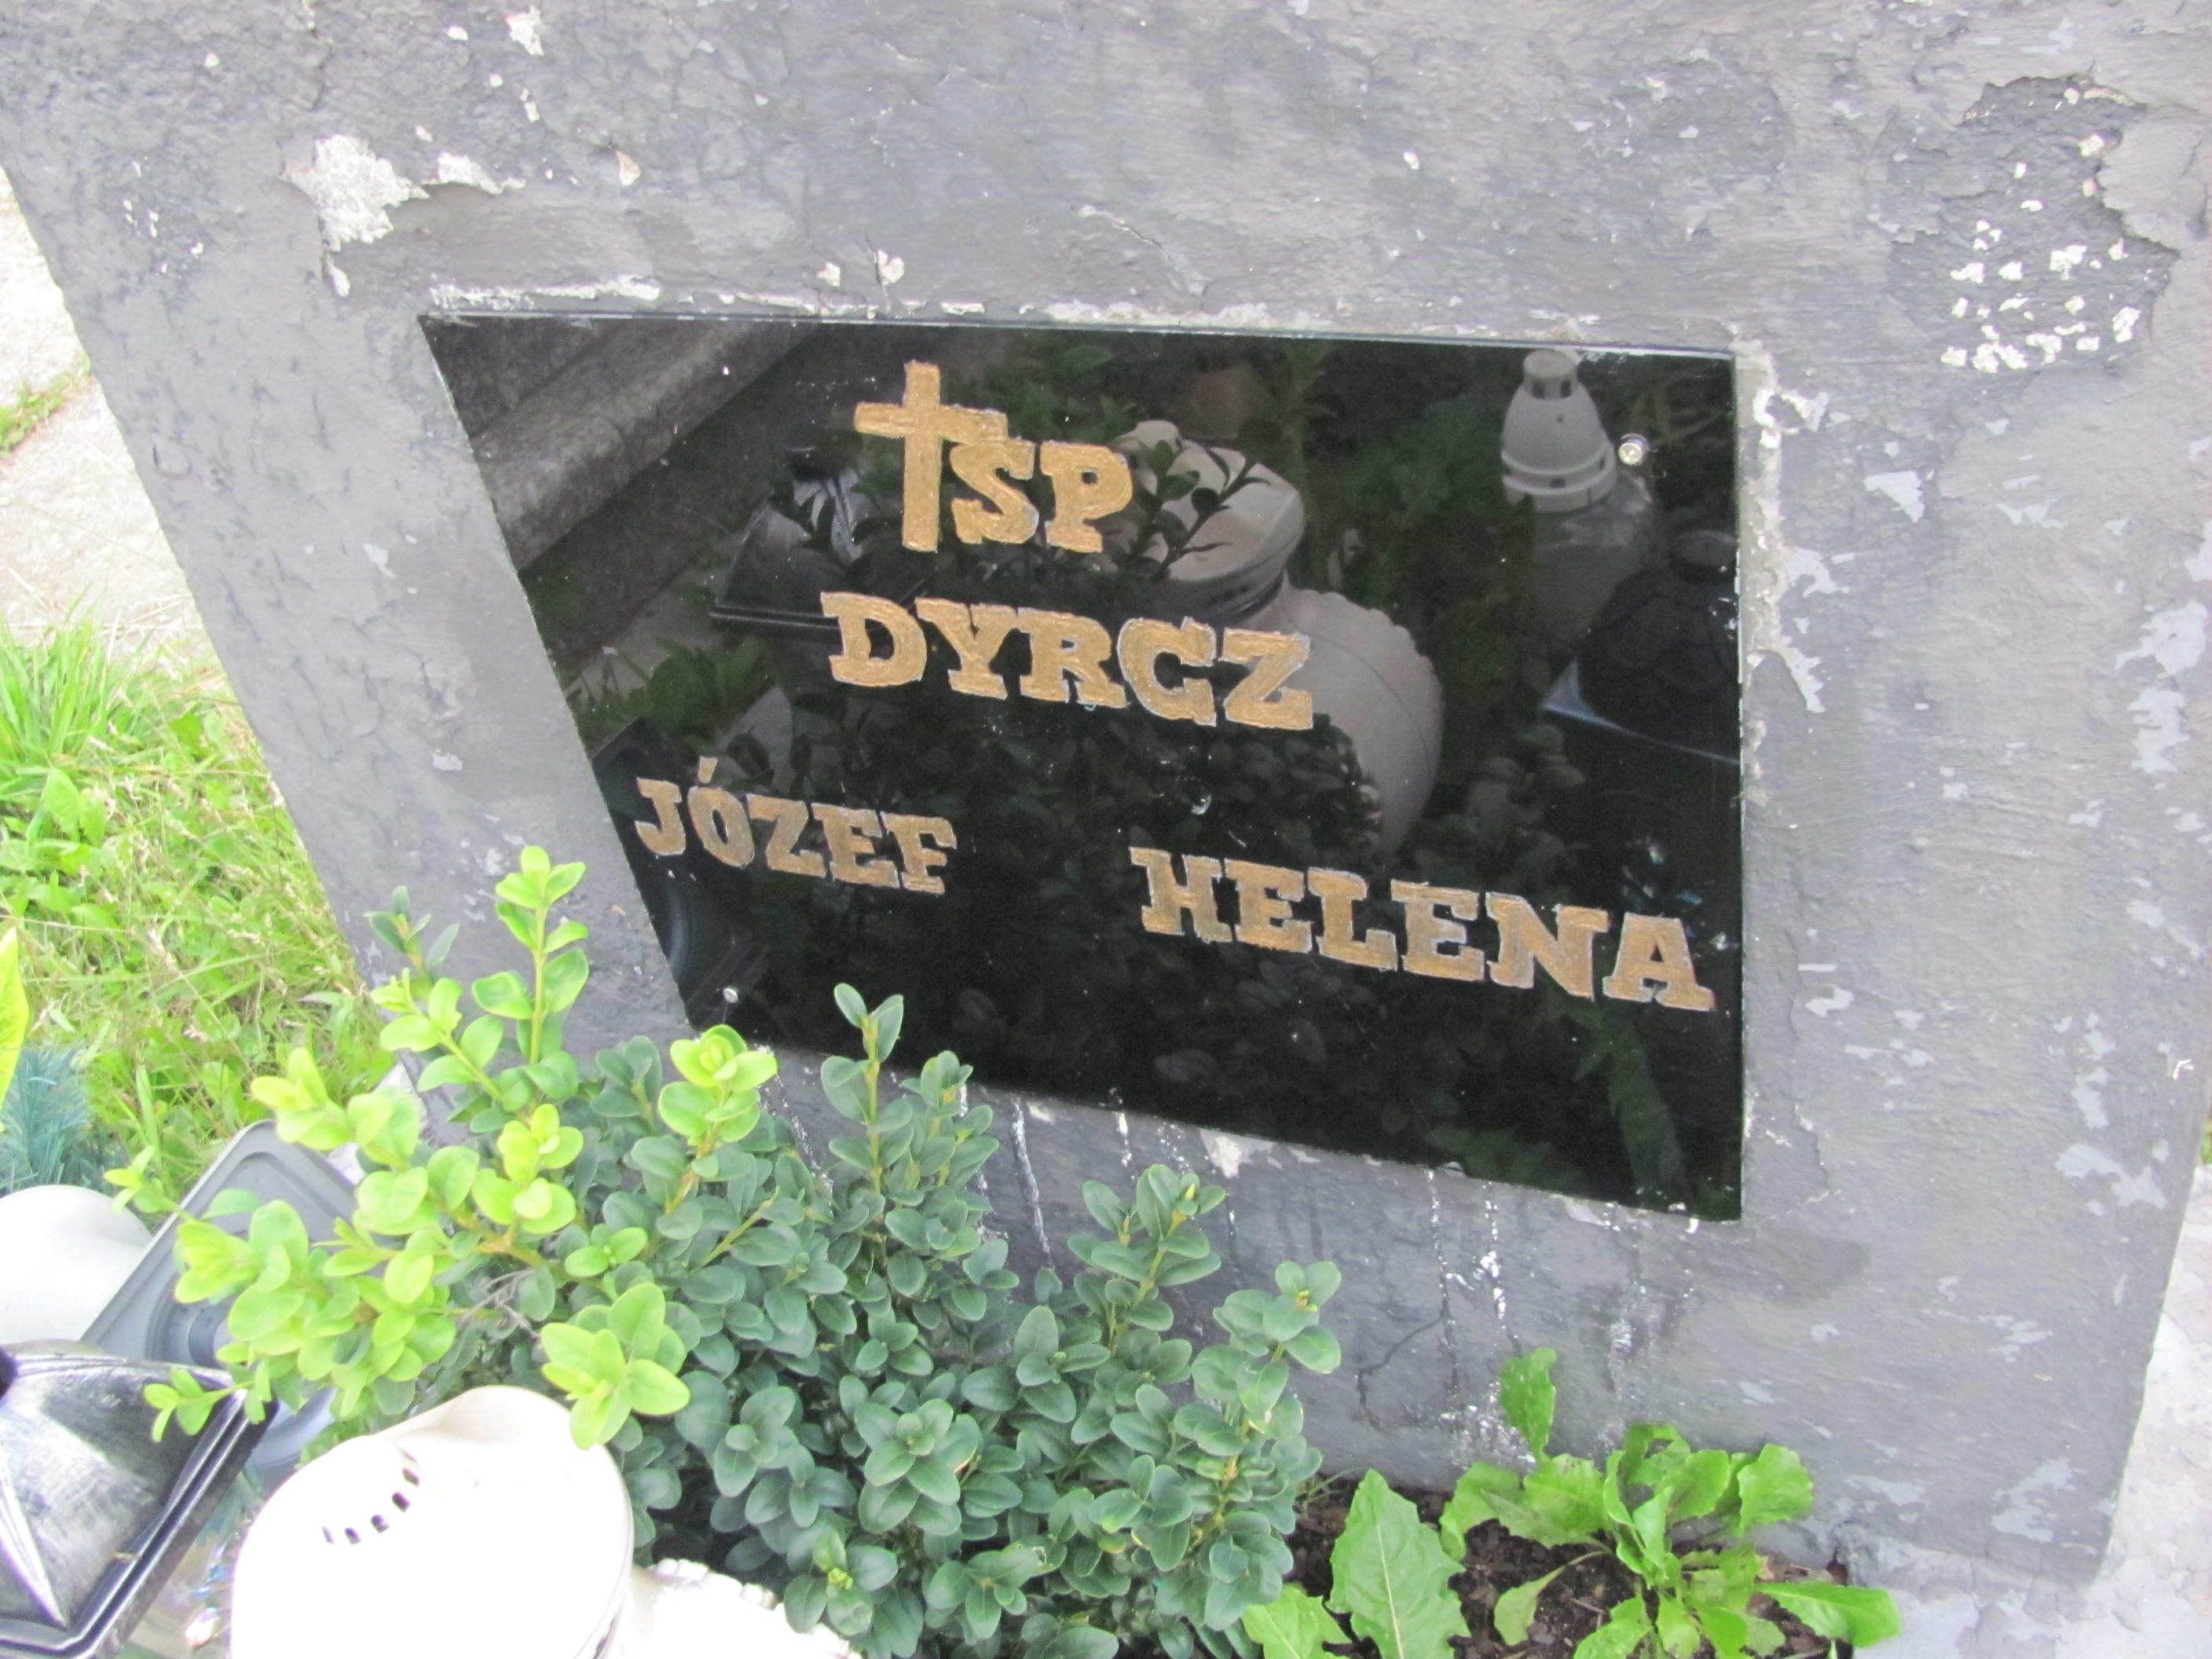 †SP
DYRCZ
JÓZEF HELENA